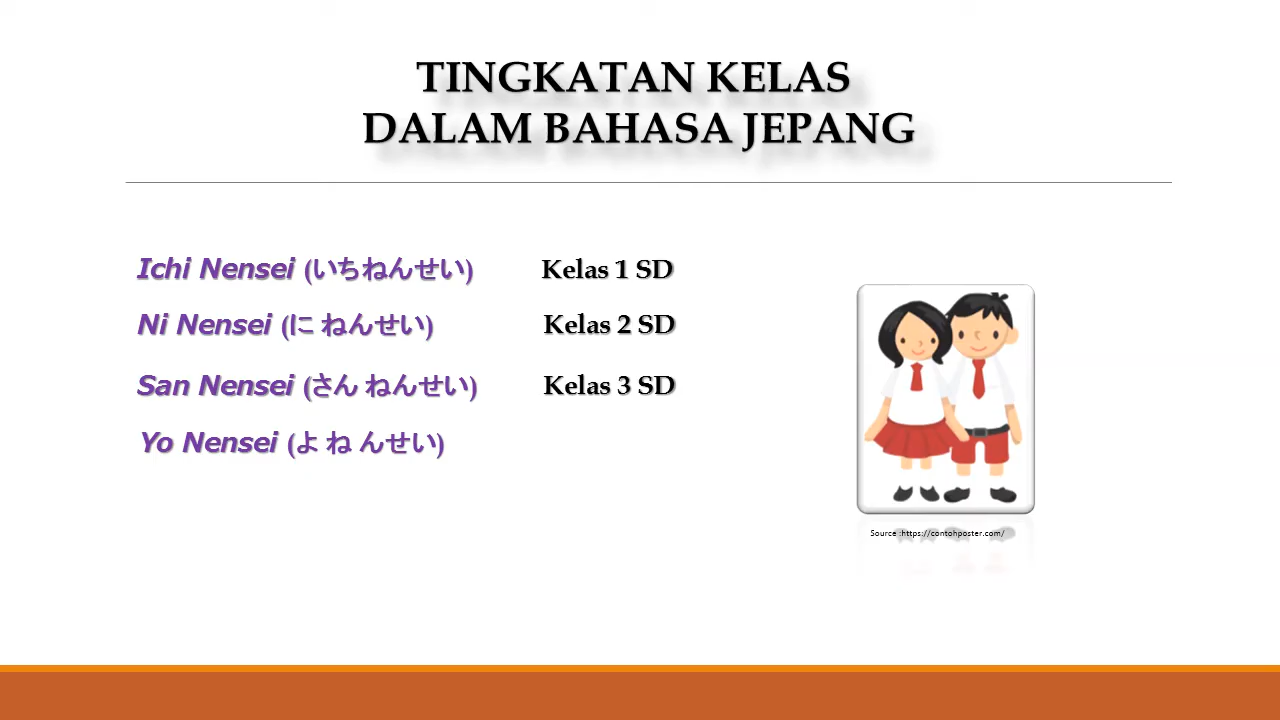 TINGKATAN KELAS
DALAM BAHASA JEPANG
Ichi Nensei (いちねんせい) Kelas 1 SD
Ni Nensei (に ねんせい) Kelas 2 SD
San Nensei (さん ねんせい) Kelas 3 SD
Yo Nensei (よ ね んせい)
Source :https://contohposter.com/